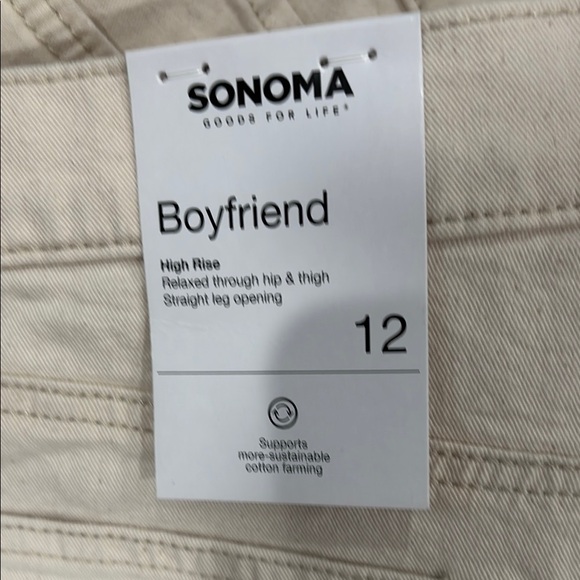 SONOMA
GOODS FOR LIFE®
Boyfriend
High Rise
Relaxed through hip & thigh
Straight leg opening
12
Supports
more-sustainable
cotton farming